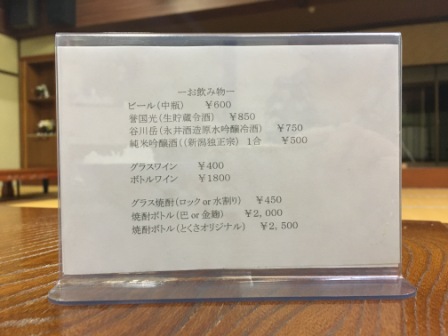 ―お飲み物―
ビール(中瓶) ￥600
誉国光(生貯蔵冷酒) ￥850
谷川岳(永井酒造原水吟醸冷酒) ￥750
純米吟醸酒((新潟独正宗) 1合 ￥500
グラスワイン ￥400
ボトルワイン ￥1800
グラス焼酎(ロック or 水割り) ￥450
焼酎ボトル(巴 or 金麹) ￥2,000
焼酎ボトル(とくさオリジナル) ￥2,500